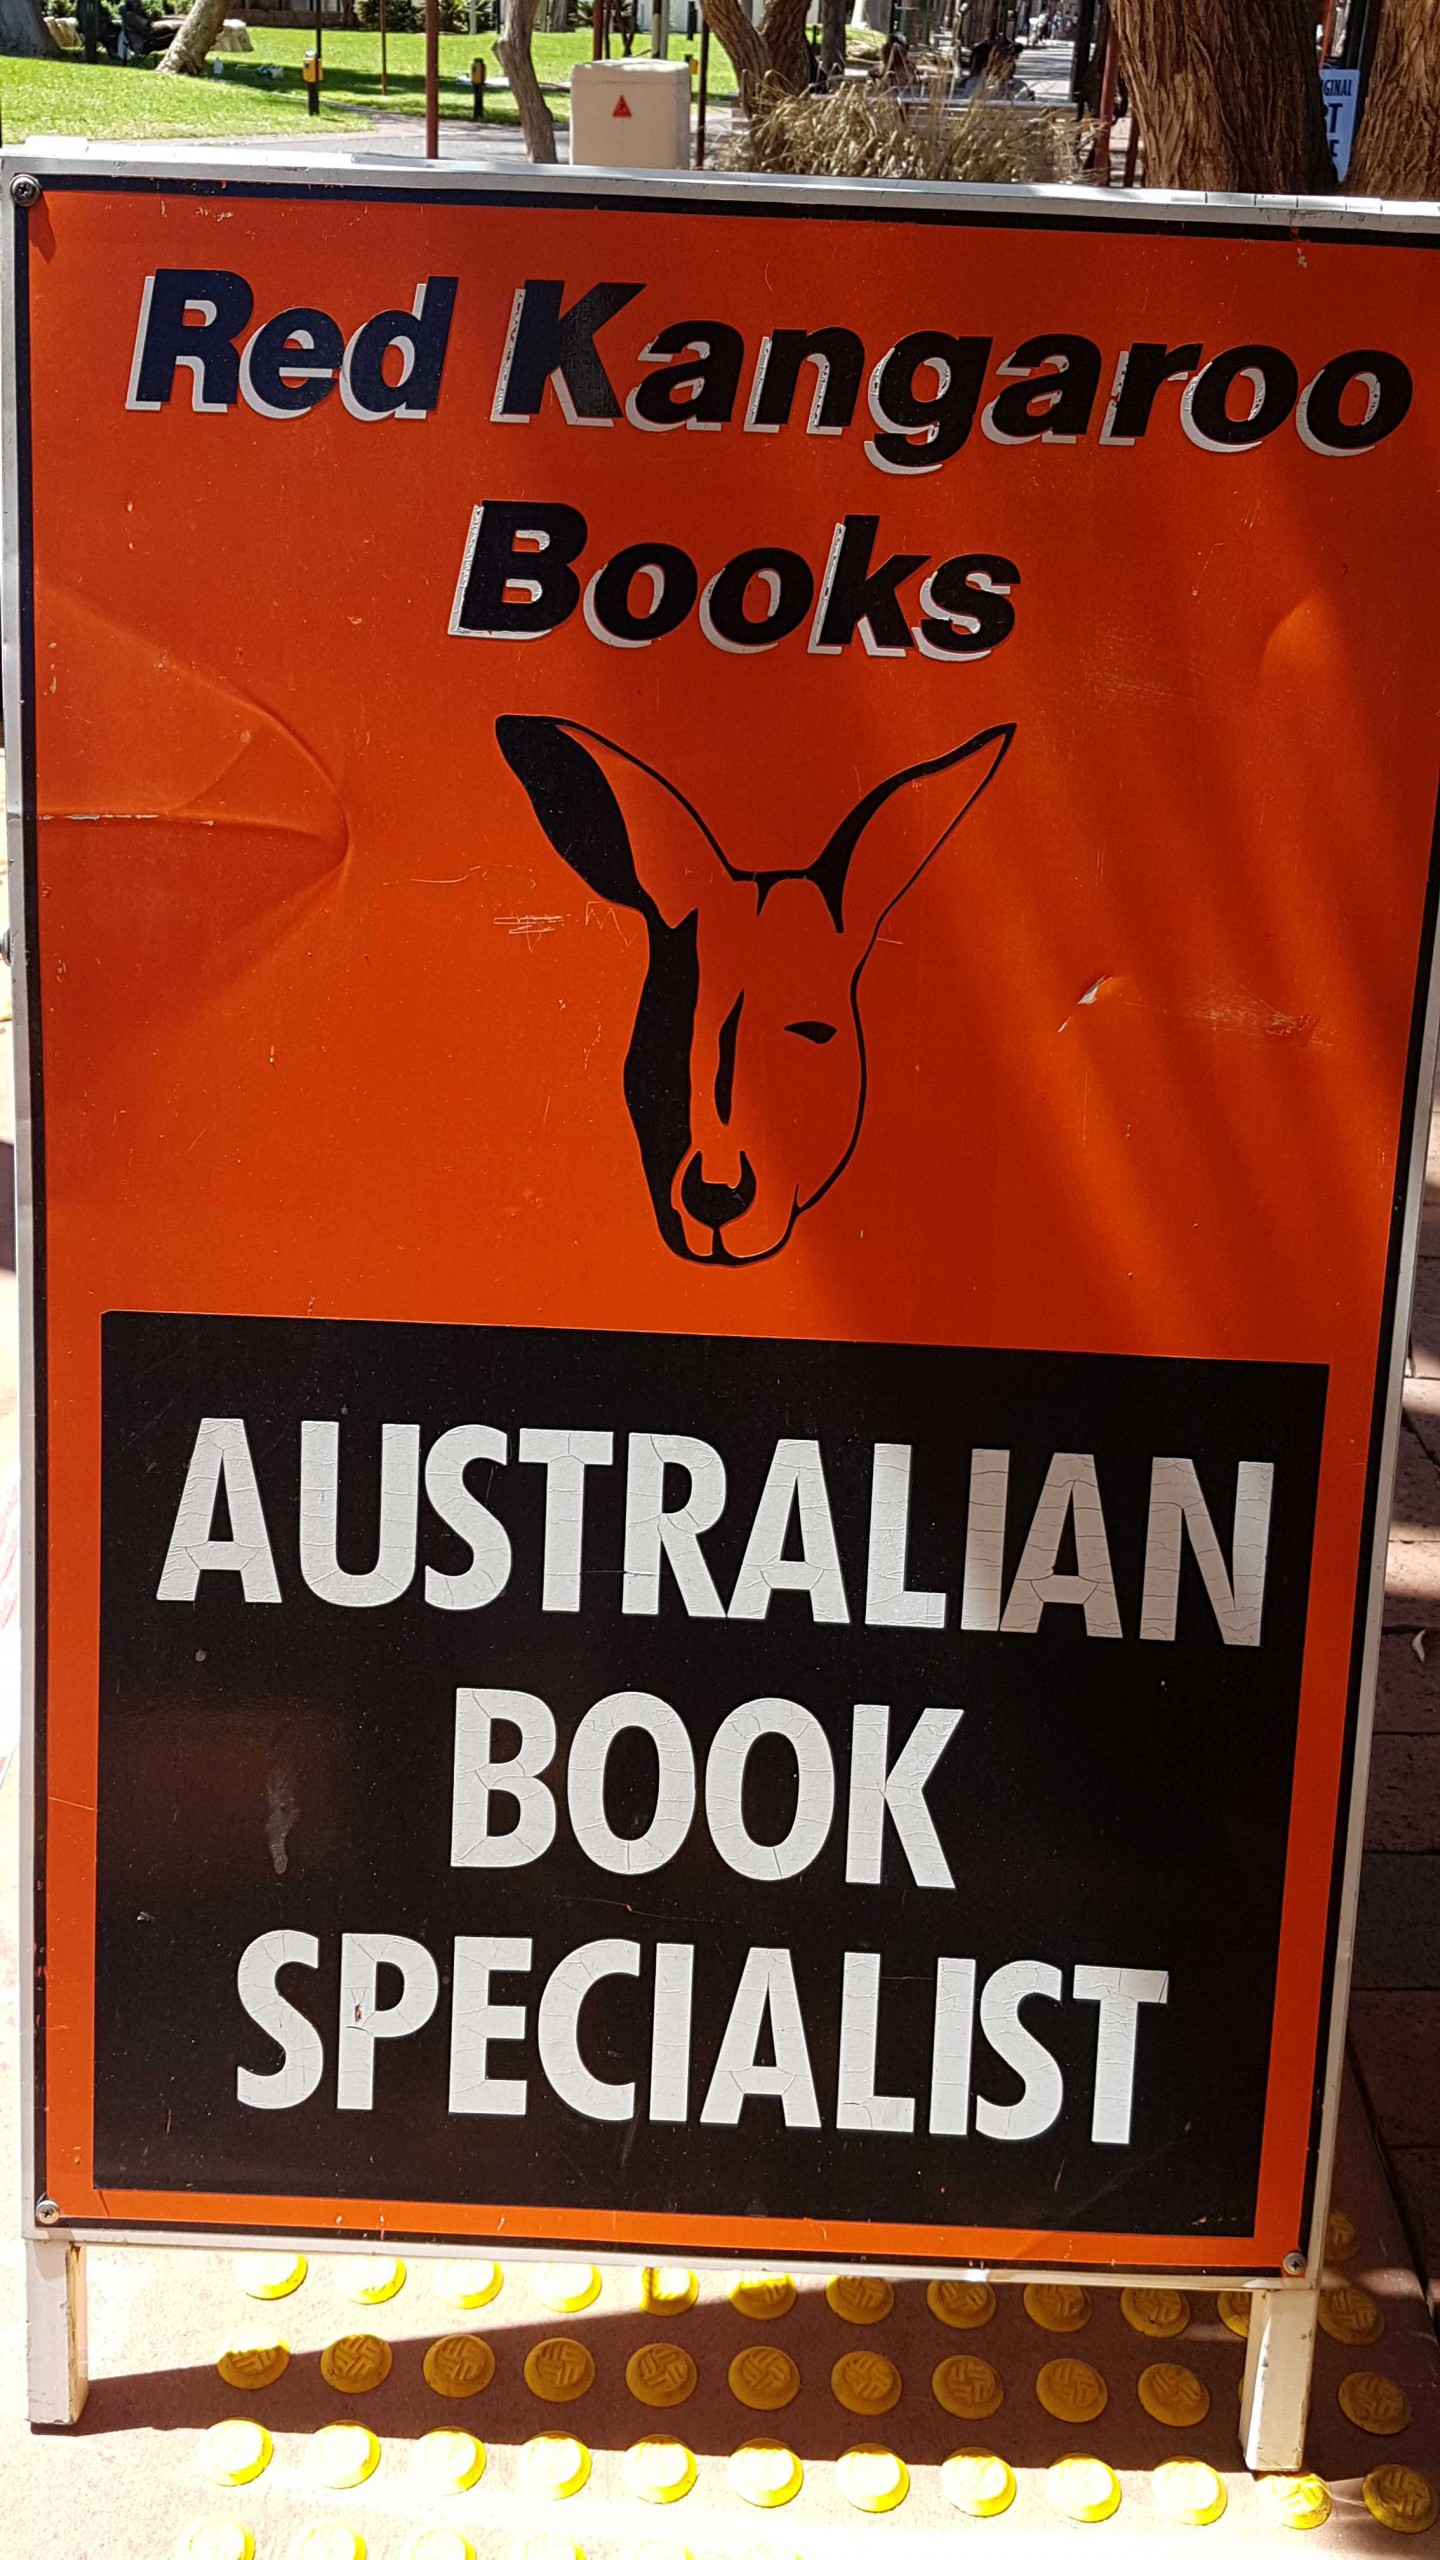 Red Kangaroo
Books
AUSTRALIAN
BOOK
SPECIALIST